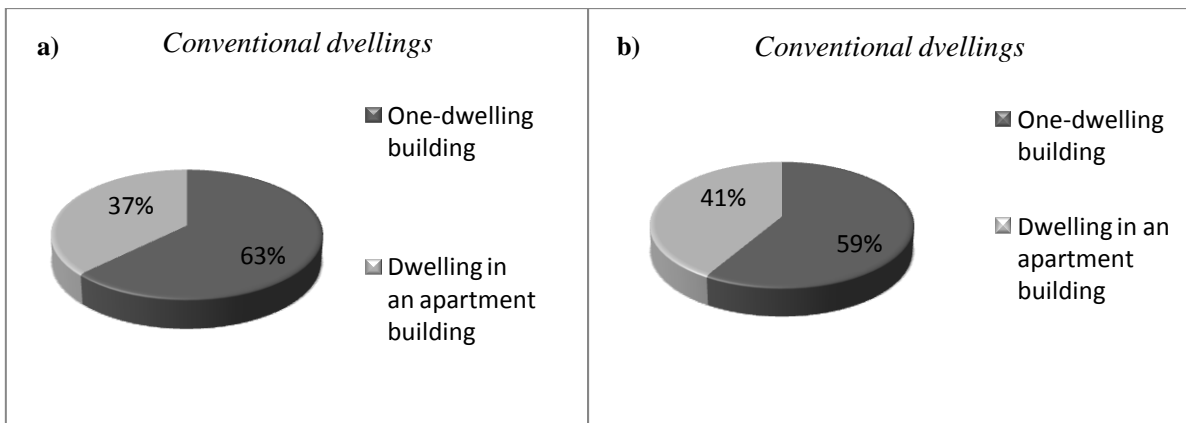 a)
Conventional dvellings
One-dwelling
building
37%
63%
Dwelling in
an apartment
building
b)
Conventional dvellings
One-dwelling
building
41%
59%
Dwelling in an
apartment
building